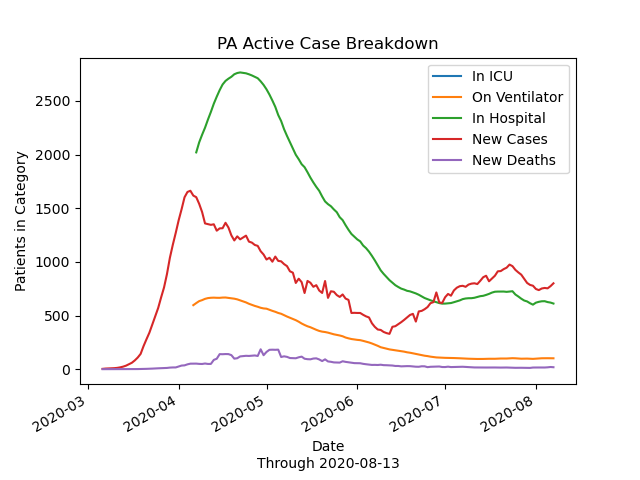 PA Active Case Breakdown
In ICU
On Ventilator
In Hospital
New Cases
New Deaths
Patients in Category
2500
2000
1500
1000
500
0
2020-03
2020-04
2020-05
2020-06
2020-07
2020-08
Date
Through 2020-08-13